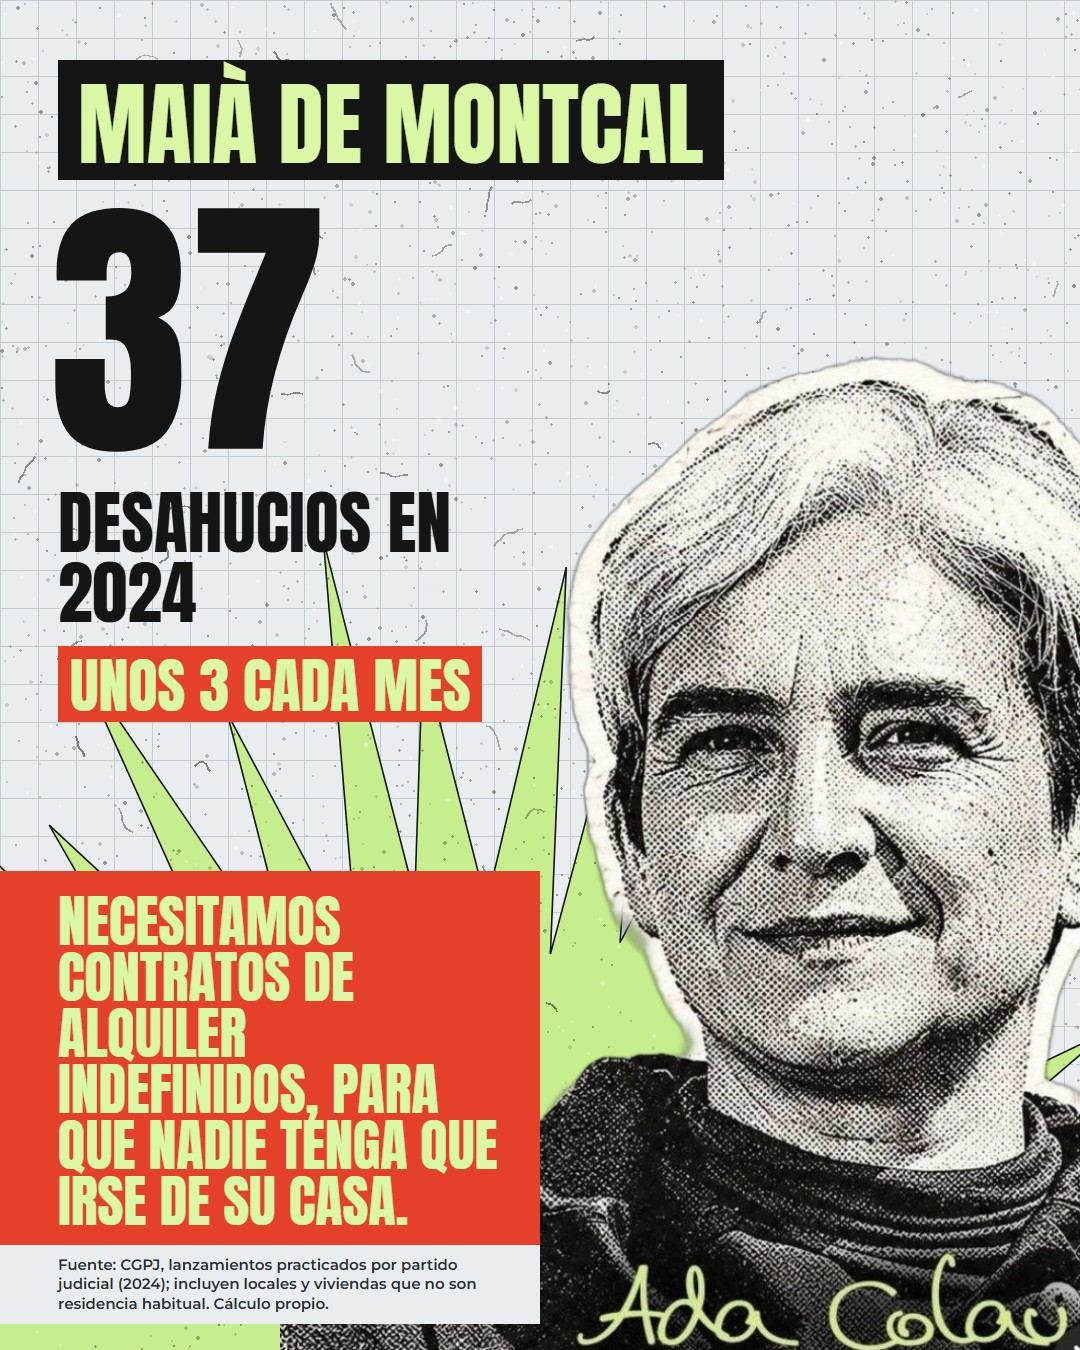 MAIÀ DE MONTCAL
37
DESAHUCIOS EN
2024
UNOS 3 CADA MES
NECESITAMOS
CONTRATOS DE
ALQUILER
INDEFINIDOS, PARA
QUE NADIE TENGA QUE
IRSE DE SU CASA.
Fuente: CGPJ, lanzamientos practicados por partido
judicial (2024); incluyen locales y viviendas que no son
residencia habitual. Cálculo propio.
Ada Colau